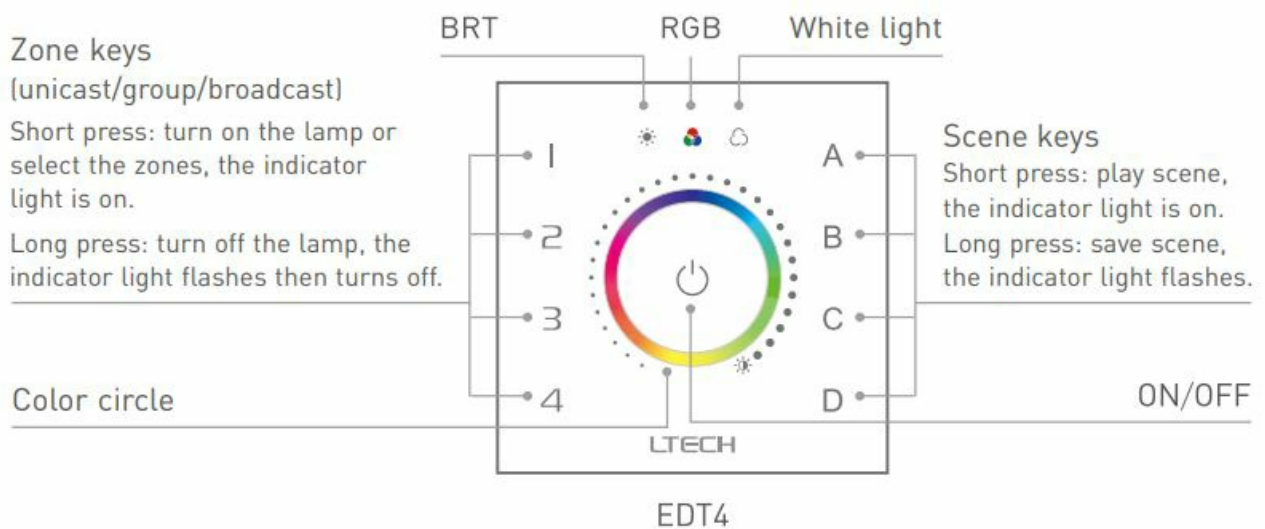 BRT
RGB
White light
Zone keys
(unicast/group/broadcast)
Short press: turn on the lamp or
select the zones, the indicator
light is on.
Long press: turn off the lamp, the
indicator light flashes then turns off.
1
2
3
4
A
B
C
D
Scene keys
Short press: play scene,
the indicator light is on.
Long press: save scene,
the indicator light flashes.
Color circle
ON/OFF
LTECH
EDT4